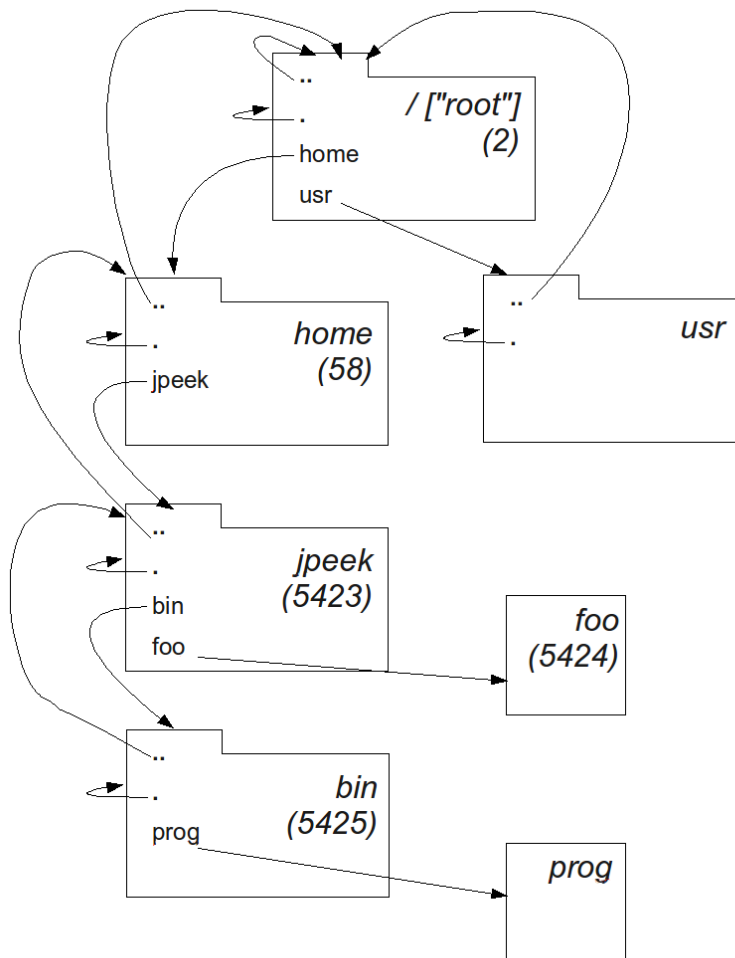 ..
.
home
usr
/ ["root"]
(2)
..
.
jpeek
home
(58)
..
.
usr
..
.
bin
foo
jpeek
(5423)
foo
(5424)
..
.
prog
bin
(5425)
prog